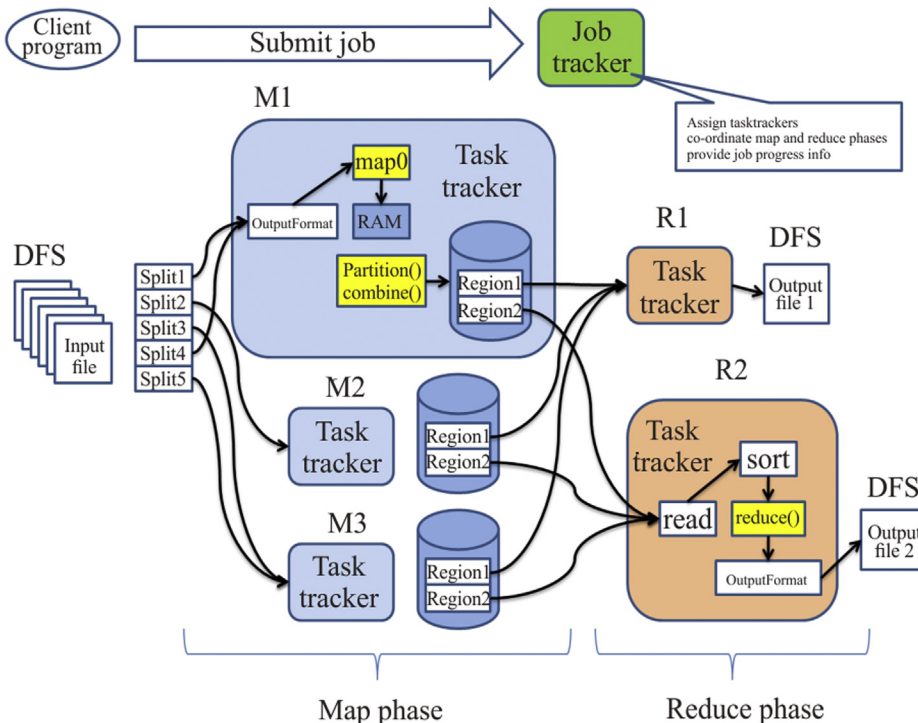 Client
program
Submit job
Job
tracker
Assign tasktrackers
co-ordinate map and reduce phases
provide job progress info
M1
Task
tracker
map0
OutputFormat
RAM
Partition()
combine()
Region1
Region2
DFS
Input
file
Split1
Split2
Split3
Split4
Split5
M2
Task
tracker
Region1
Region2
M3
Task
tracker
Region1
Region2
R1
Task
tracker
DFS
Output
file 1
R2
Task
tracker
sort
read
reduce()
OutputFormat
DFS
Output
file 2
Map phase
Reduce phase